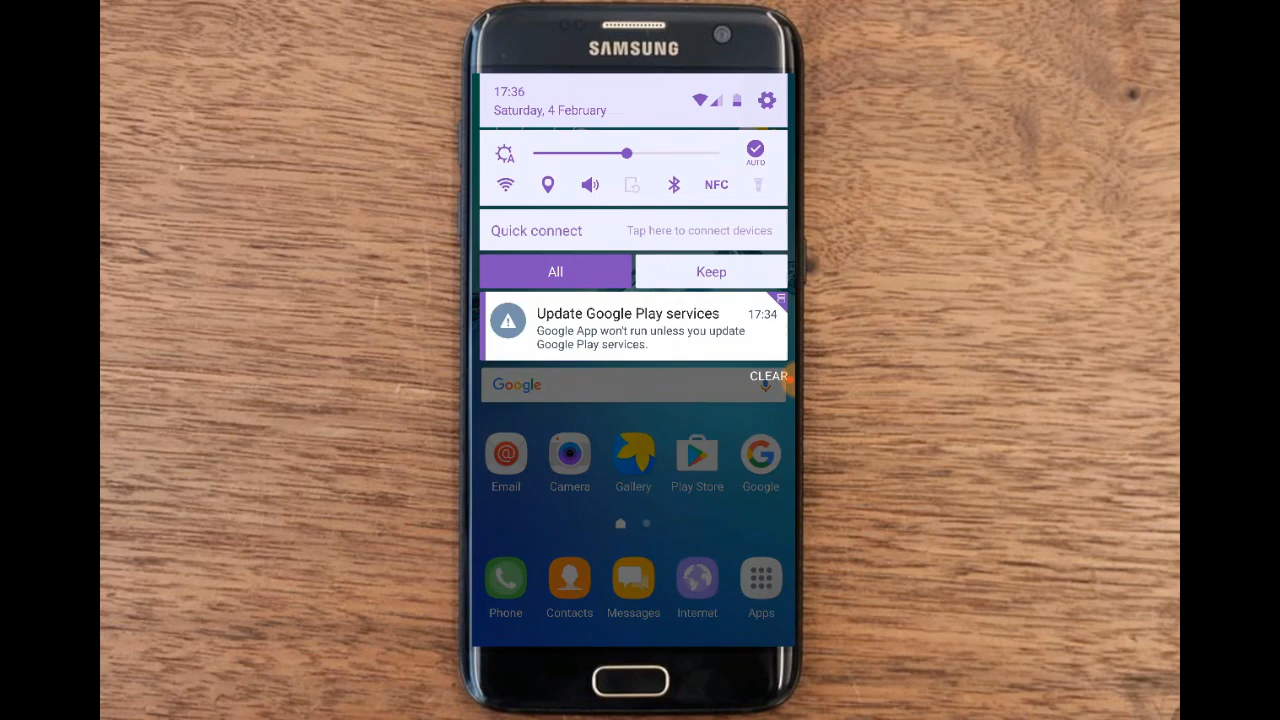 SAMSUNG
17:36
Saturday, 4 February
A
AUTO
NFC
Quick connect
Tap here to connect devices
All
Keep
Update Google Play services
17:34
Google App won't run unless you update
Google Play services.
CLEAR
Google
@
Email
Camera
Gallery
Play Store
G
Google
Phone
Contacts
Messages
Internet
Apps